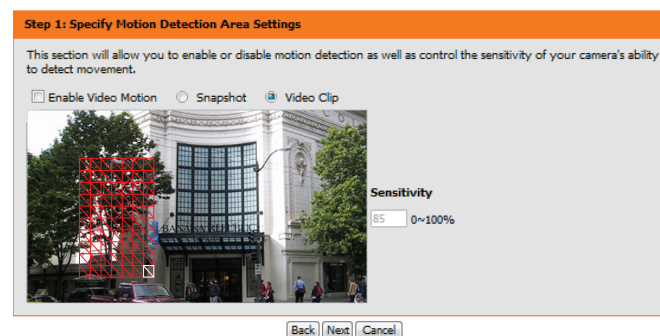 Step 1: Specify Motion Detection Area Settings
This section will allow you to enable or disable motion detection as well as control the sensitivity of your camera's ability
to detect movement.
Enable Video Motion Snapshot Video Clip
BANANA REPUBLIC
Sensitivity
85 0~100%
Back Next Cancel